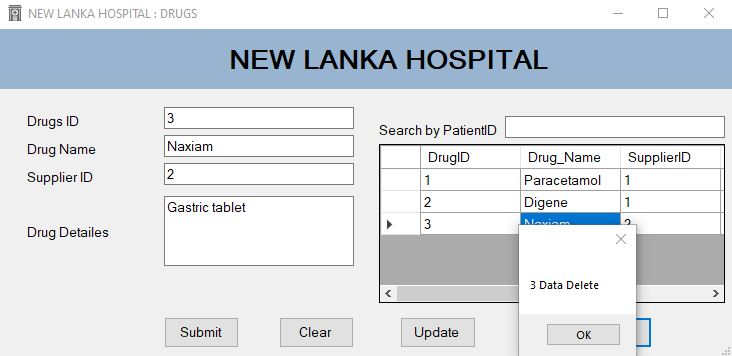 NEW LANKA HOSPITAL : DRUGS
NEW LANKA HOSPITAL
Drugs ID
3
Drug Name
Naxiam
Supplier ID
2
Drug Detailes
Gastric tablet
Search by PatientID
DrugID Drug_Name SupplierID
1 Paracetamol 1
2 Digene 1
3 Naxiam 2
3 Data Delete
OK
Submit Clear Update